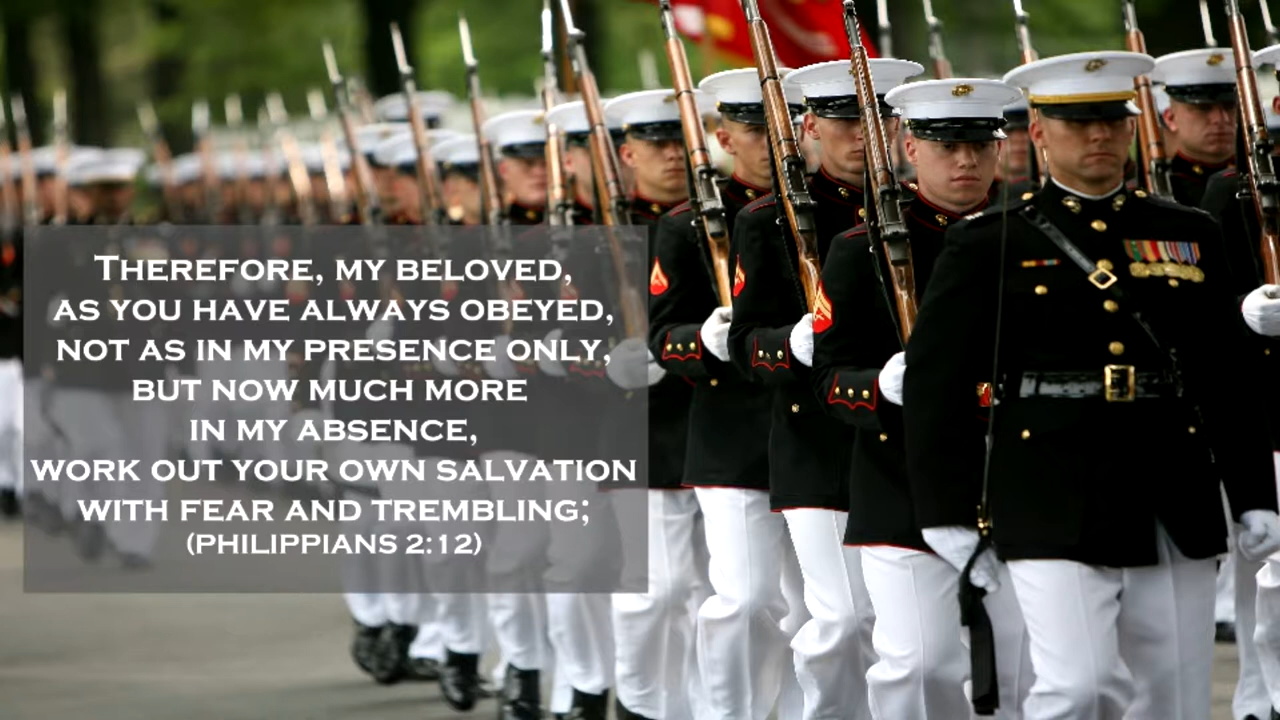 Therefore, my beloved,
as you have always obeyed,
not as in my presence only,
but now much more
in my absence,
work out your own salvation
with fear and trembling;
(Philippians 2:12)